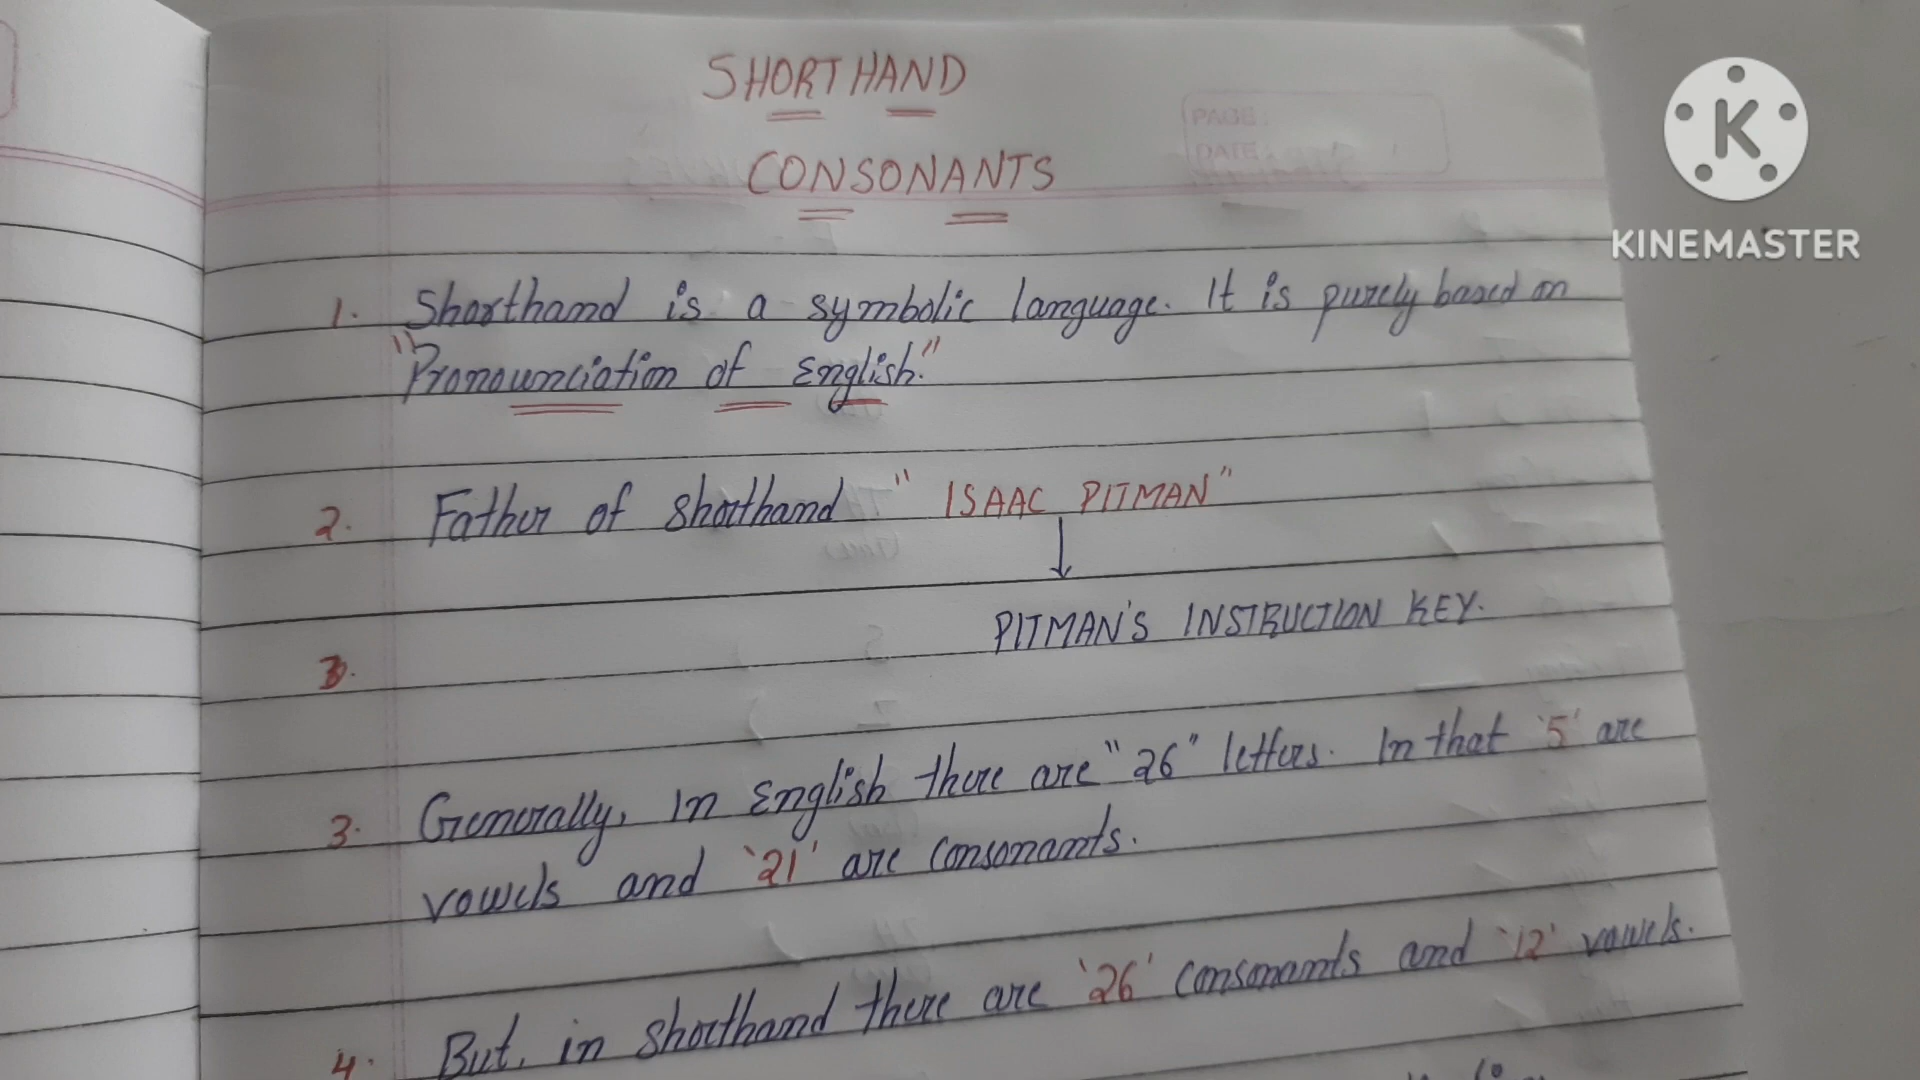 SHORTHAND
CONSONANTS
PAGE:
DATE:
K
KINEMASTER
1. Shorthand is a symbolic language. It is purely based on
"Pronounciation of English."
2. Father of Shorthand "ISAAC PITMAN"
↓
PITMAN'S INSTRUCTION KEY.
3.
3. Generally, in English there are "26" letters. In that '5' are
vowels and '21' are consonants.
4. But, in shorthand there are '26' consonants and '12' vowels.